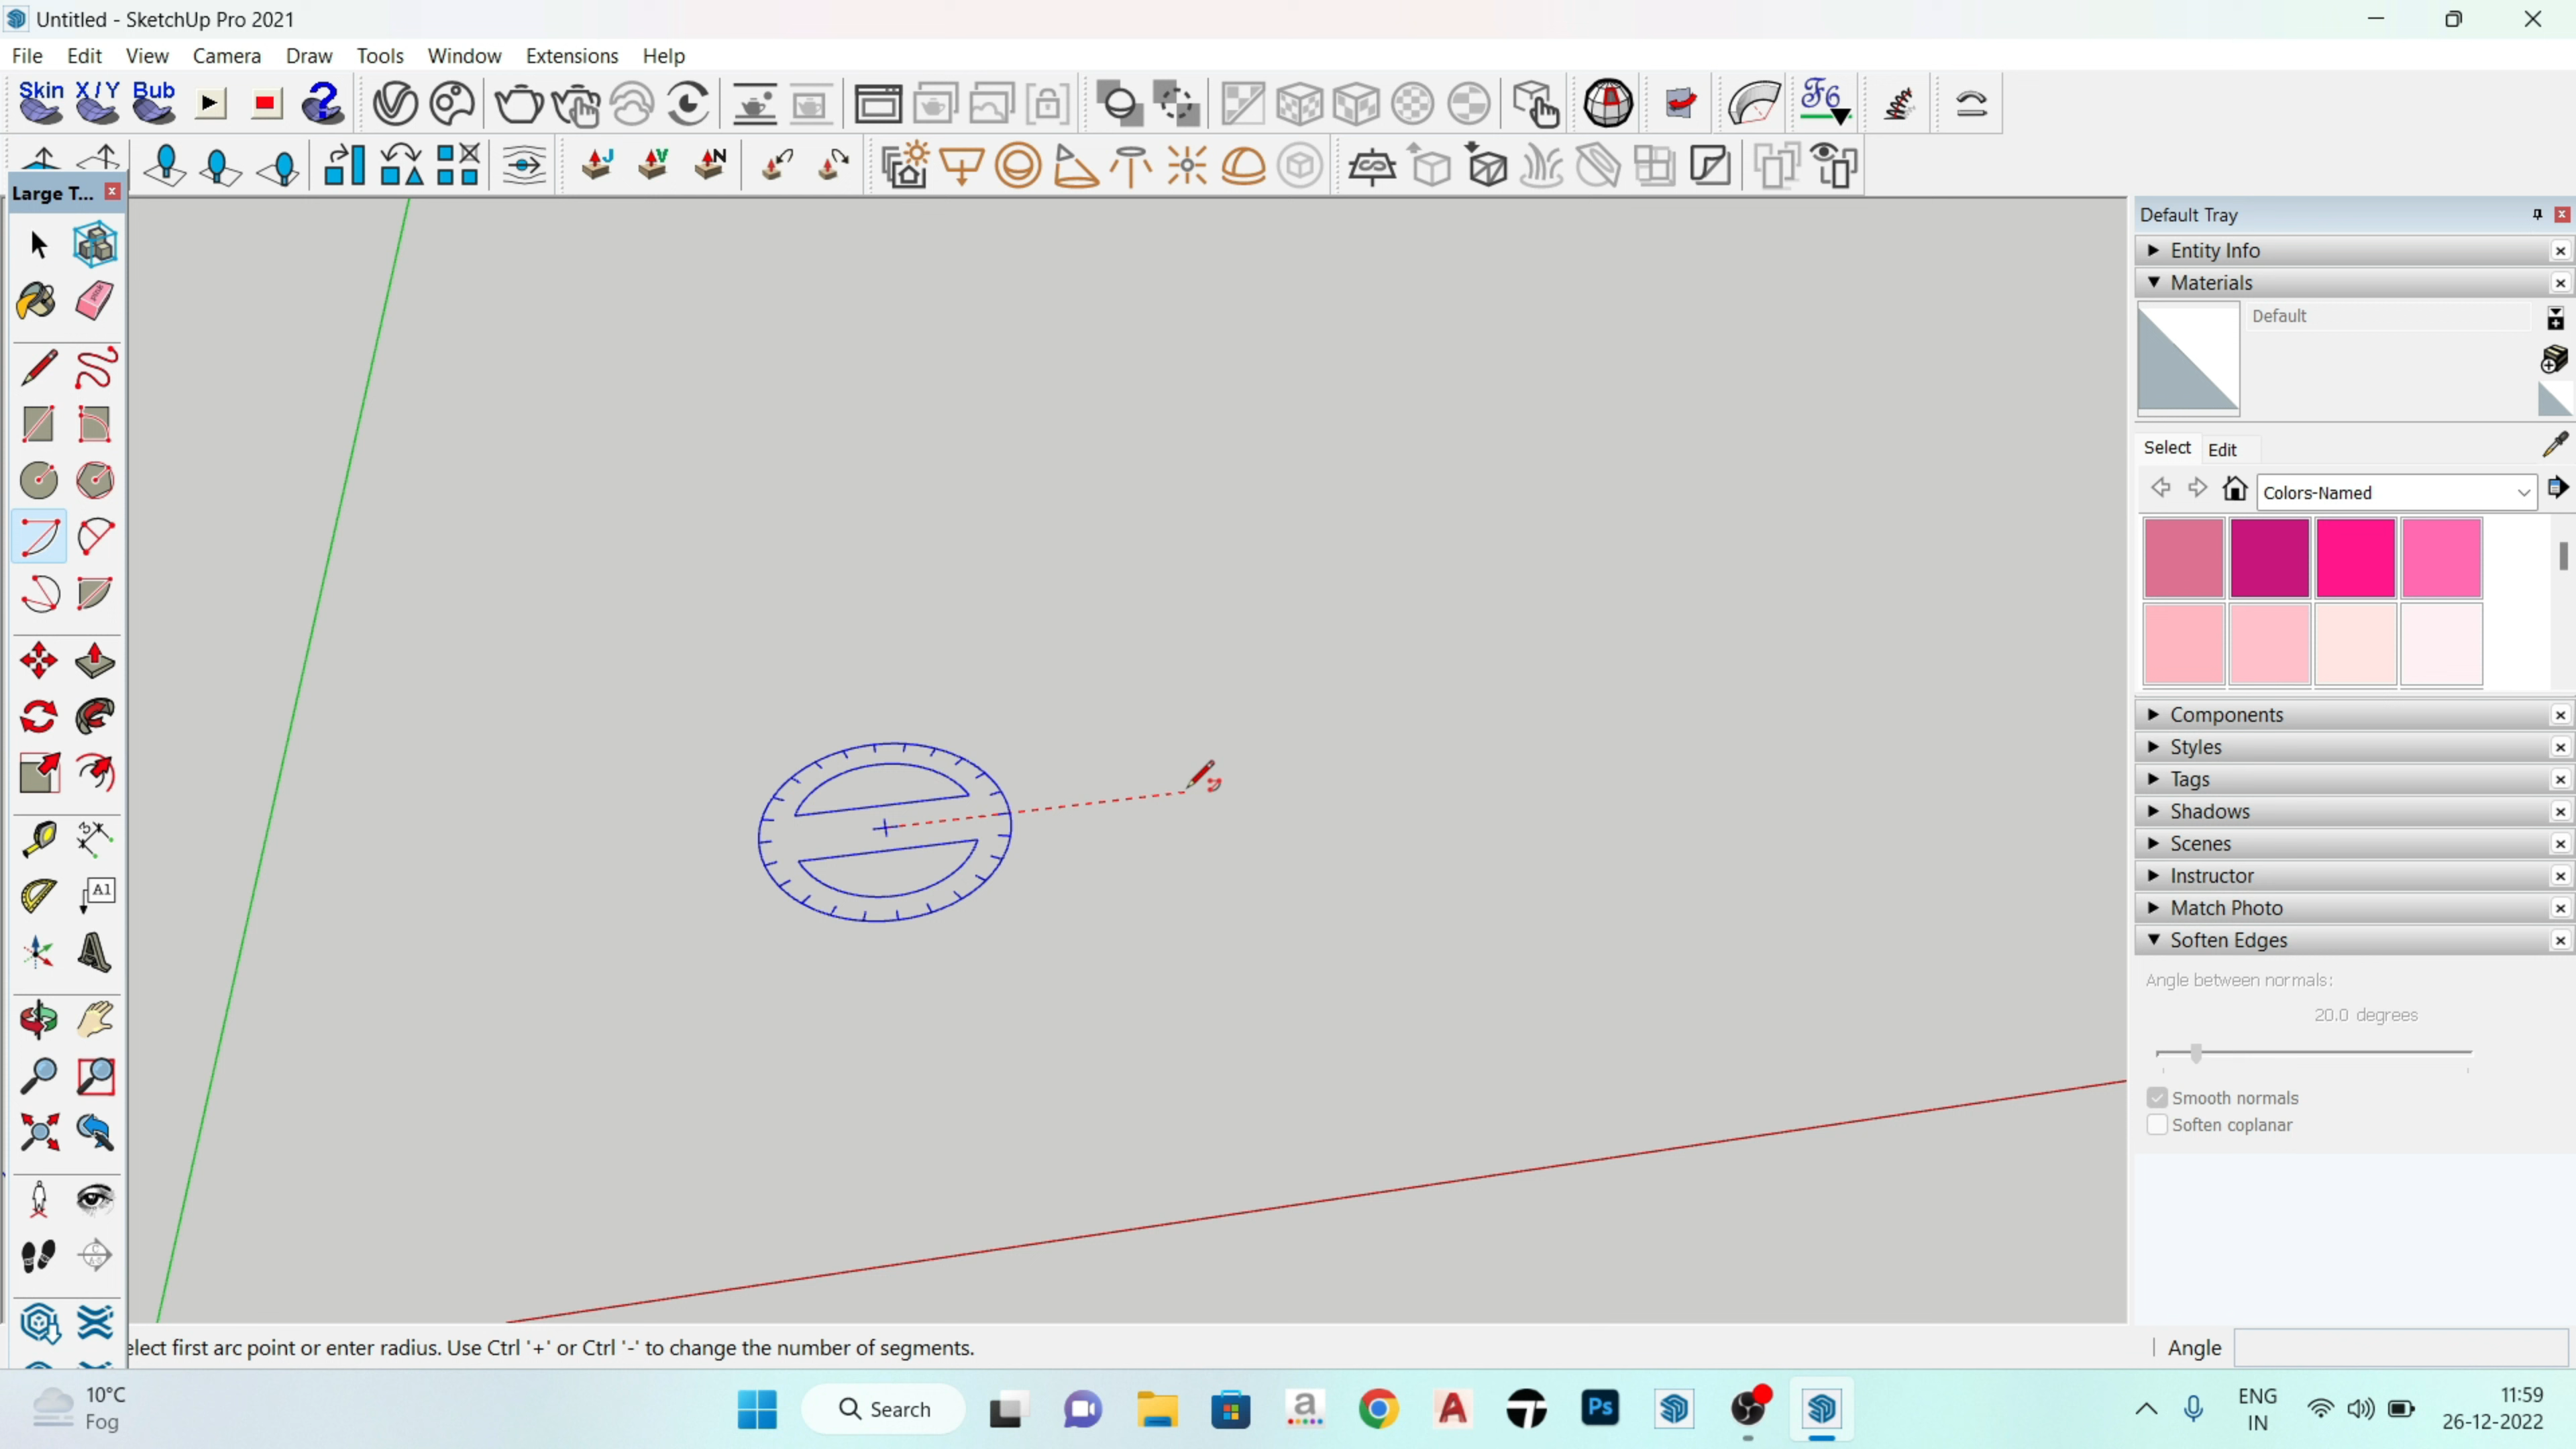 Untitled - SketchUp Pro 2021
File Edit View Camera Draw Tools Window Extensions Help
Skin X/Y Bub
F6
J V N
Large T...
Default Tray
Entity Info
Materials
Default
Select Edit
Colors-Named
Components
Styles
Tags
Shadows
Scenes
Instructor
Match Photo
Soften Edges
Angle between normals:
20.0 degrees
Smooth normals
Soften coplanar
A1
elect first arc point or enter radius. Use Ctrl '+' or Ctrl '-' to change the number of segments.
Angle
10°C
Fog
Search
a
A
Ps
ENG
IN
11:59
26-12-2022